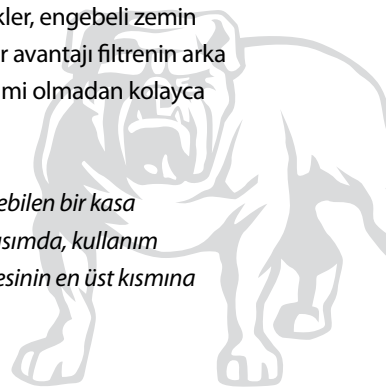 kler, engebeli zemin
r avantajı filtrenin arka
mi olmadan kolayca
ebilen bir kasa
sımda, kullanım
esinin en üst kısmına